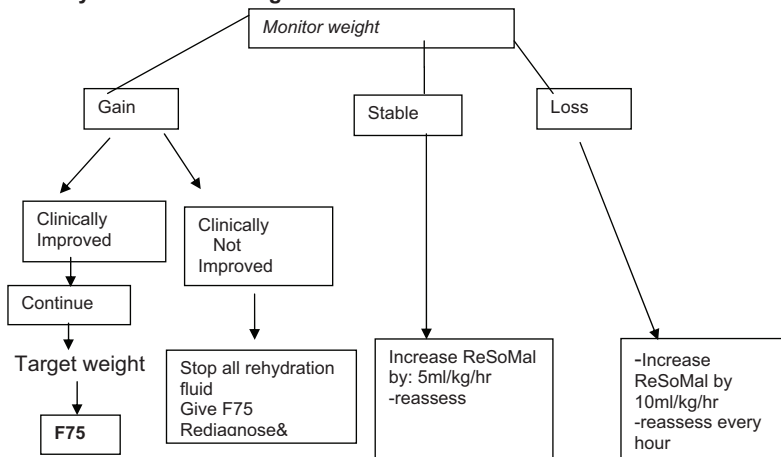 Monitor weight
Gain
Stable
Loss
Clinically
Improved
Clinically
Not
Improved
Continue
Target weight
F75
Stop all rehydration
fluid
Give F75
Rediagnose&
Increase ReSoMal
by: 5ml/kg/hr
-reassess
-Increase
ReSoMal by
10ml/kg/hr
-reassess every
hour